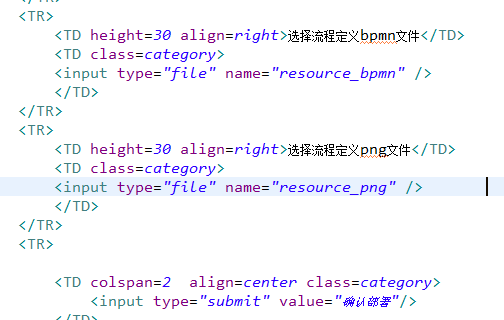 </TR>
<TR>
<TD height=30 align=right>选择流程定义bpmn文件</TD>
<TD class=category>
<input type="file" name="resource_bpmn" />
</TD>
</TR>
<TR>
<TD height=30 align=right>选择流程定义png文件</TD>
<TD class=category>
<input type="file" name="resource_png" />
</TD>
</TR>
<TR>
<TD colspan=2  align=center class=category>
<input type="submit" value="确认部署"/>
</TD>